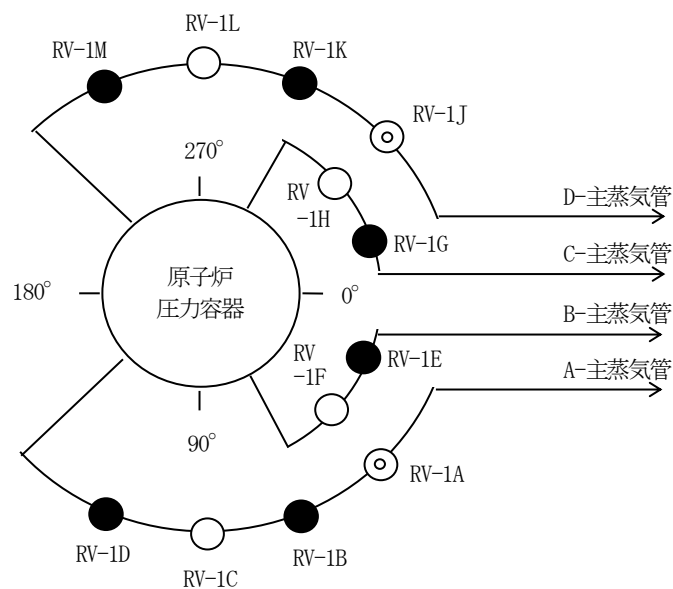 RV-1L
RV-1M
RV-1K
RV-1J
270°
RV
-1H
D-主蒸気管
RV-1G
C-主蒸気管
原子炉
圧力容器
180°
0°
B-主蒸気管
RV
-1F
RV-1E
A-主蒸気管
90°
RV-1A
RV-1D
RV-1B
RV-1C